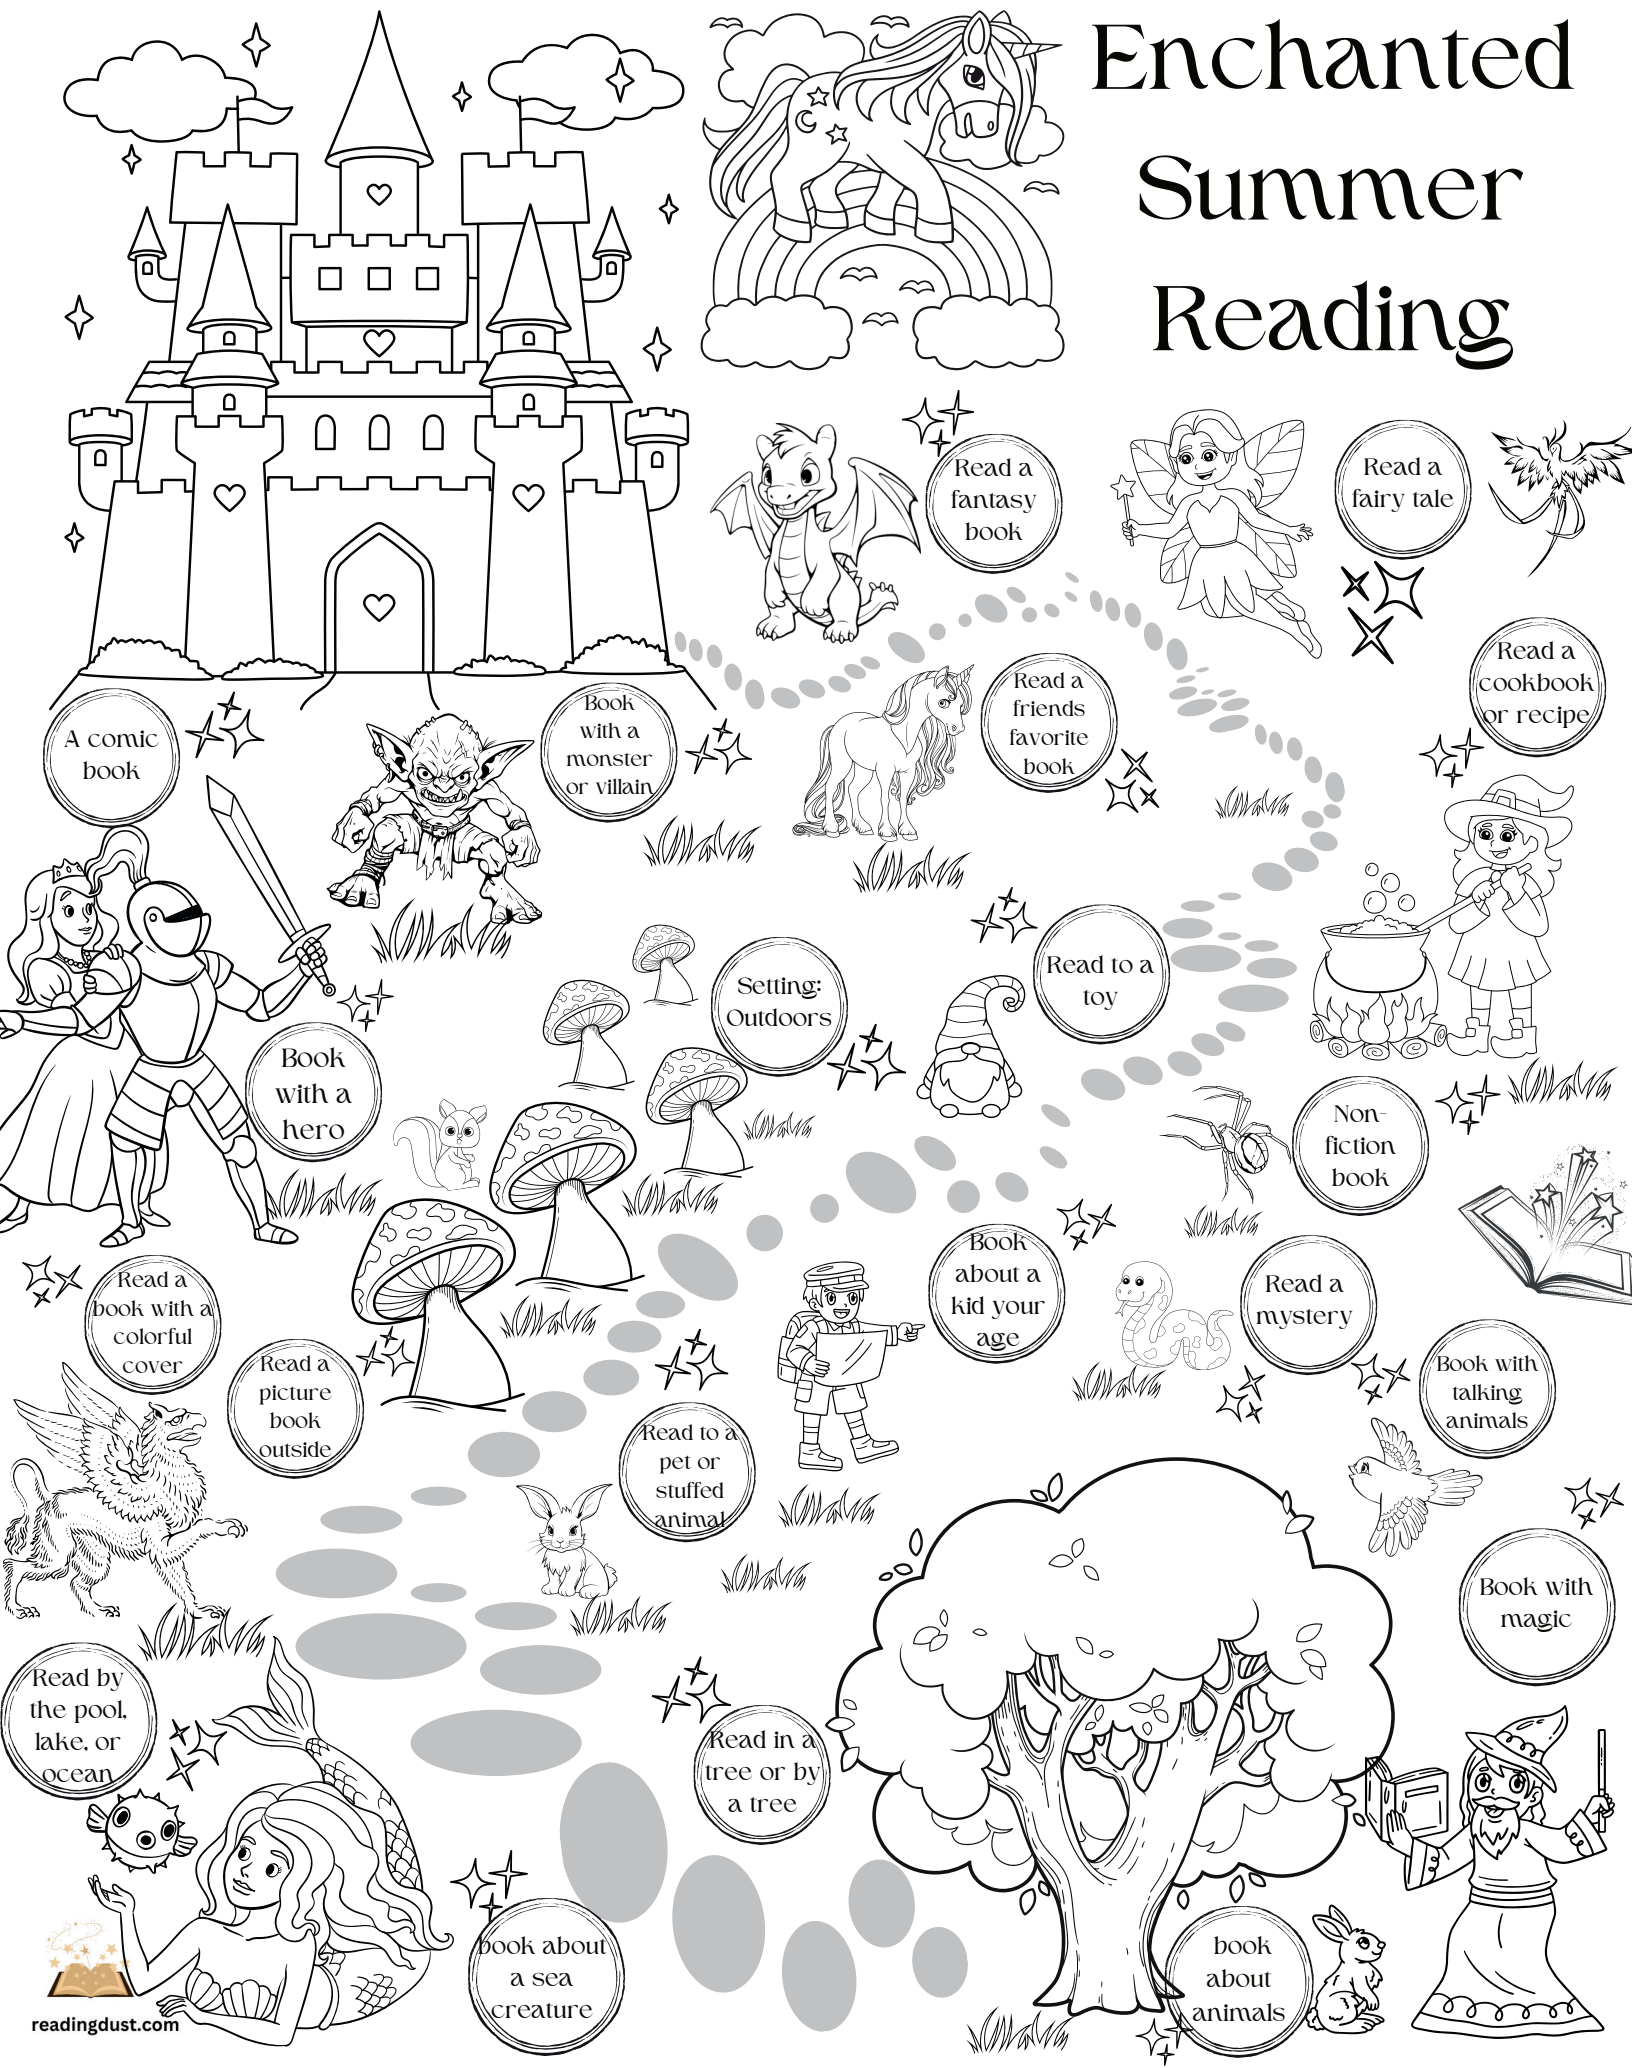 Enchanted
Summer
Reading
Read a
fantasy
book
Read a
fairy tale
Read a
cookbook
or recipe
A comic
book
Book
with a
monster
or villain
Read a
friends
favorite
book
Setting:
Outdoors
Read to a
toy
Book
with a
hero
Non-
fiction
book
Book
about a
kid your
age
Read a
mystery
Read a
book with a
colorful
cover
Read a
picture
book
outside
Book with
talking
animals
Read to a
pet or
stuffed
animal
Book with
magic
Read by
the pool,
lake, or
ocean
Read in a
tree or by
a tree
book about
a sea
creature
book
about
animals
readingdust.com